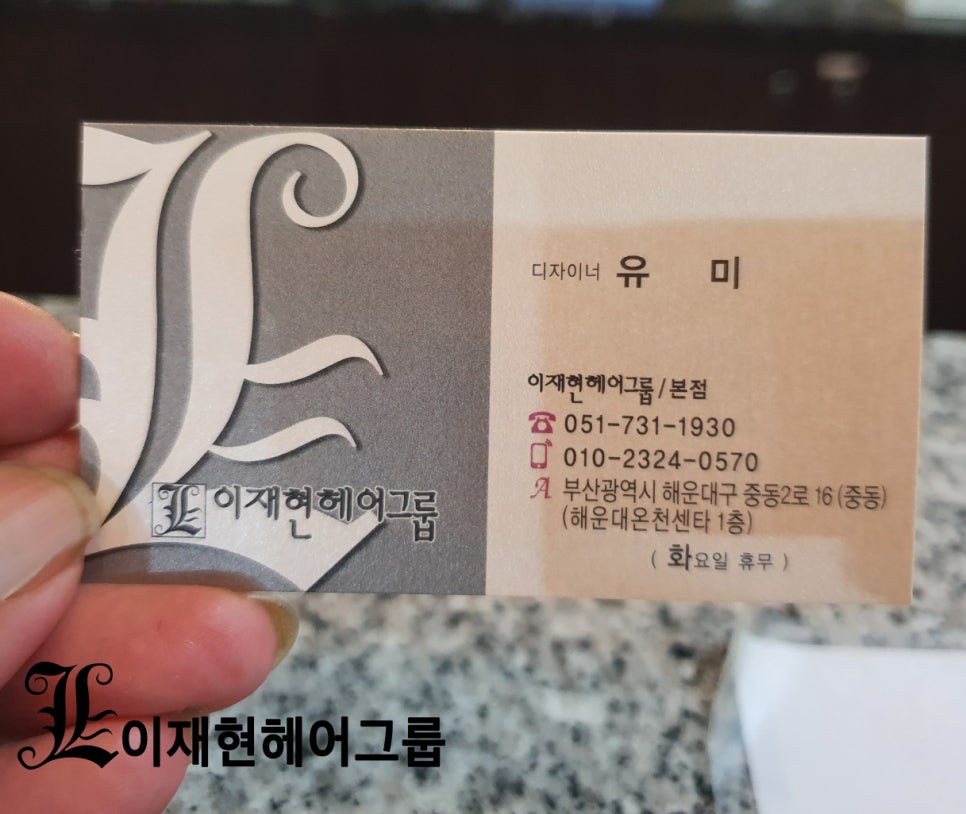 이재현헤어그룹
디자이너 유 미
이재현헤어그룹/본점
051-731-1930
010-2324-0570
A 부산광역시 해운대구 중동2로 16 (중동)
(해운대온천센타 1층)
( 화요일 휴무 )
이재현헤어그룹